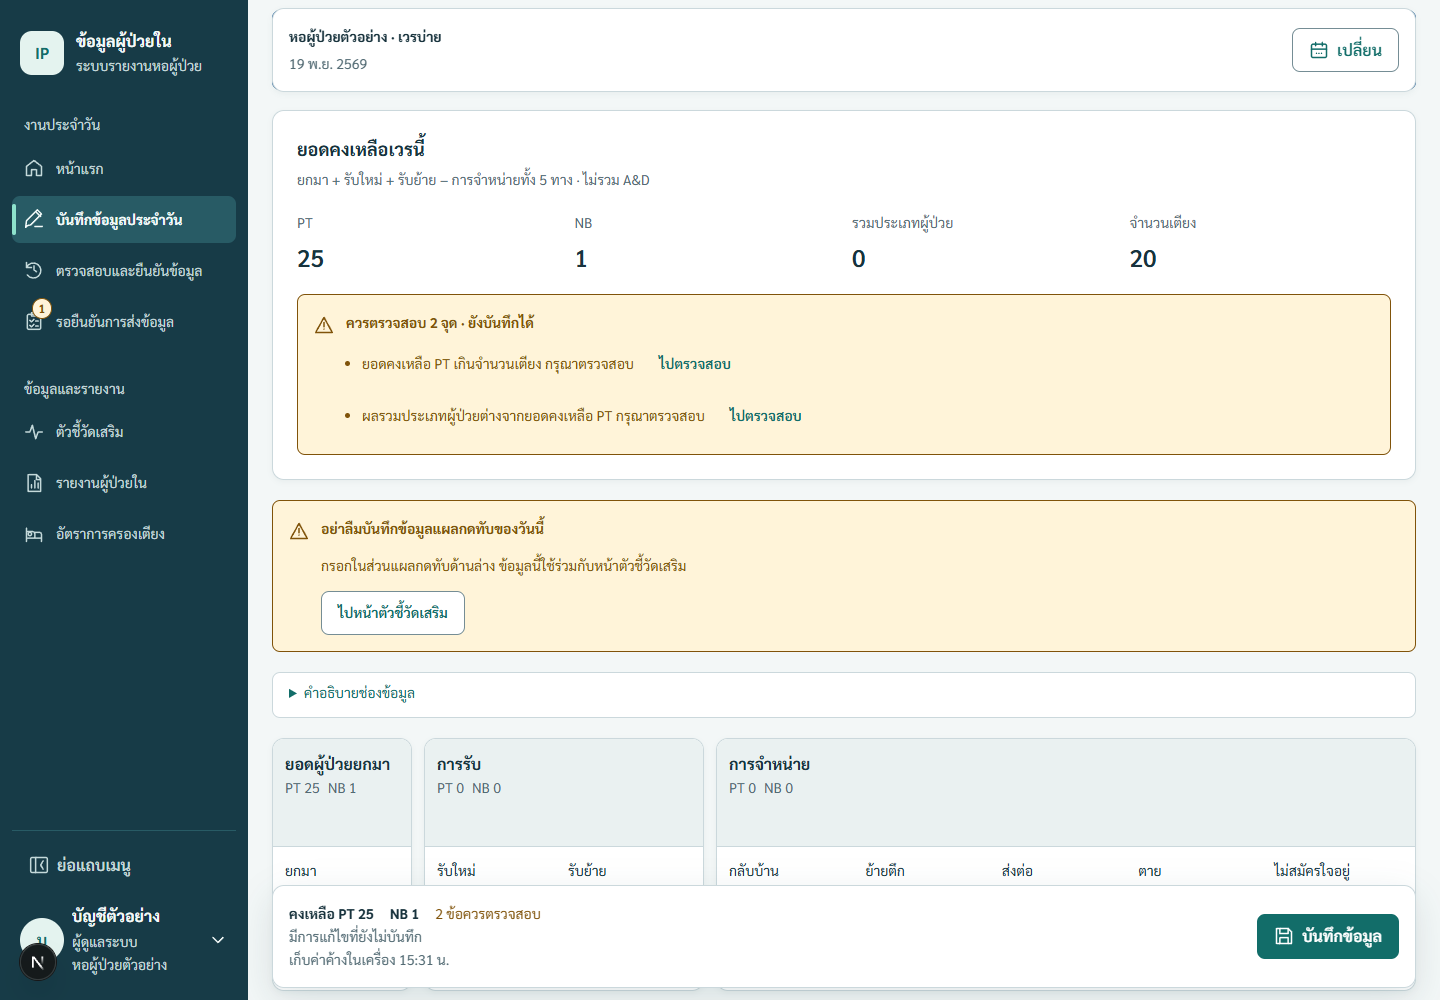 IP
ข้อมูลผู้ป่วยใน
ระบบรายงานหอผู้ป่วย
งานประจำวัน
หน้าแรก
บันทึกข้อมูลประจำวัน
ตรวจสอบและยืนยันข้อมูล
1
รอยืนยันการส่งข้อมูล
ข้อมูลและรายงาน
ตัวชี้วัดเสริม
รายงานผู้ป่วยใน
อัตราการครองเตียง
ย่อแถบเมนู
บัญชีตัวอย่าง
ผู้ดูแลระบบ
หอผู้ป่วยตัวอย่าง
N
หอผู้ป่วยตัวอย่าง · เวรบ่าย
19 พ.ย. 2569
เปลี่ยน
ยอดคงเหลือเวรนี้
ยกมา + รับใหม่ + รับย้าย − การจำหน่ายทั้ง 5 ทาง · ไม่รวม A&D
PT NB รวมประเภทผู้ป่วย จำนวนเตียง
25 1 0 20
ควรตรวจสอบ 2 จุด · ยังบันทึกได้
• ยอดคงเหลือ PT เกินจำนวนเตียง กรุณาตรวจสอบ ไปตรวจสอบ
• ผลรวมประเภทผู้ป่วยต่างจากยอดคงเหลือ PT กรุณาตรวจสอบ ไปตรวจสอบ
อย่าลืมบันทึกข้อมูลแผลกดทับของวันนี้
กรอกในส่วนแผลกดทับด้านล่าง ข้อมูลนี้ใช้ร่วมกับหน้าตัวชี้วัดเสริม
ไปหน้าตัวชี้วัดเสริม
คำอธิบายช่องข้อมูล
ยอดผู้ป่วยยกมา
PT 25 NB 1
ยกมา
การรับ
PT 0 NB 0
รับใหม่ รับย้าย
การจำหน่าย
PT 0 NB 0
กลับบ้าน ย้ายตึก ส่งต่อ ตาย ไม่สมัครใจอยู่
คงเหลือ PT 25 NB 1 2 ข้อควรตรวจสอบ
มีการแก้ไขที่ยังไม่บันทึก
เก็บค่าค้างในเครื่อง 15:31 น.
บันทึกข้อมูล